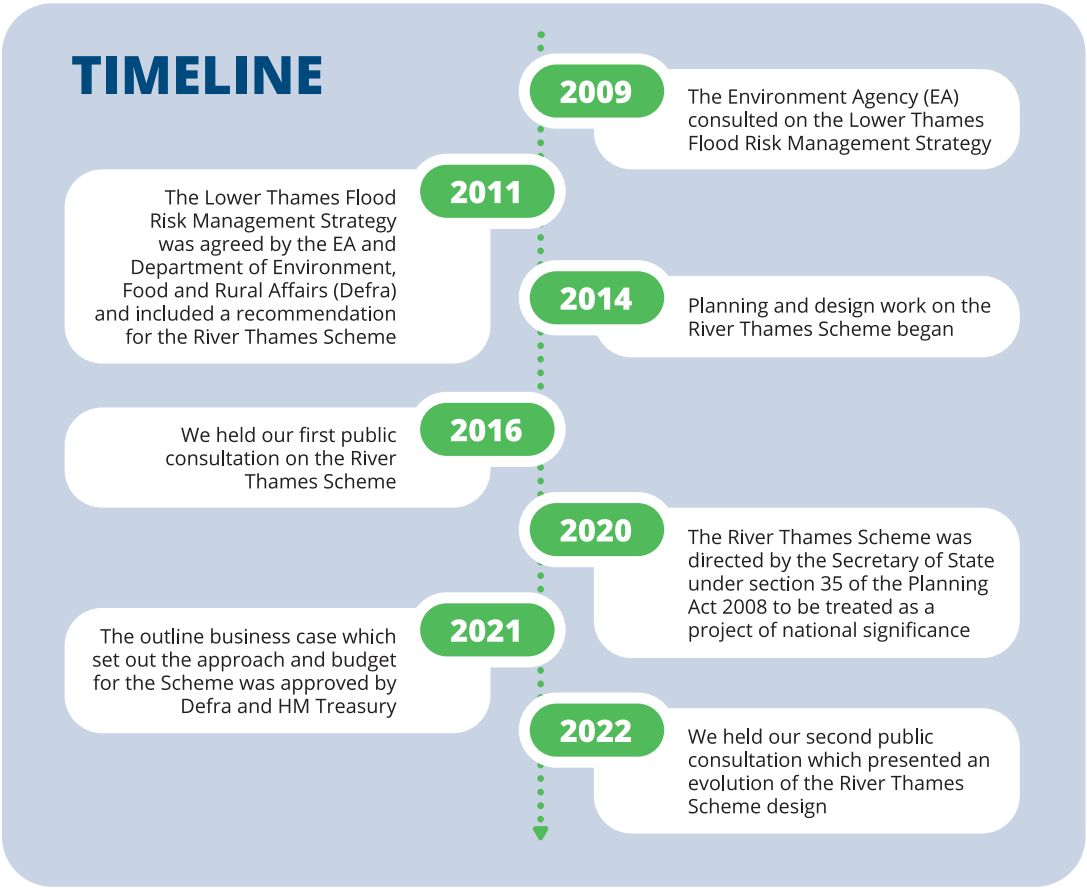 TIMELINE
2009
The Environment Agency (EA)
consulted on the Lower Thames
Flood Risk Management Strategy
2011
The Lower Thames Flood
Risk Management Strategy
was agreed by the EA and
Department of Environment,
Food and Rural Affairs (Defra)
and included a recommendation
for the River Thames Scheme
2014
Planning and design work on the
River Thames Scheme began
2016
We held our first public
consultation on the River
Thames Scheme
2020
The River Thames Scheme was
directed by the Secretary of State
under section 35 of the Planning
Act 2008 to be treated as a
project of national significance
2021
The outline business case which
set out the approach and budget
for the Scheme was approved by
Defra and HM Treasury
2022
We held our second public
consultation which presented an
evolution of the River Thames
Scheme design